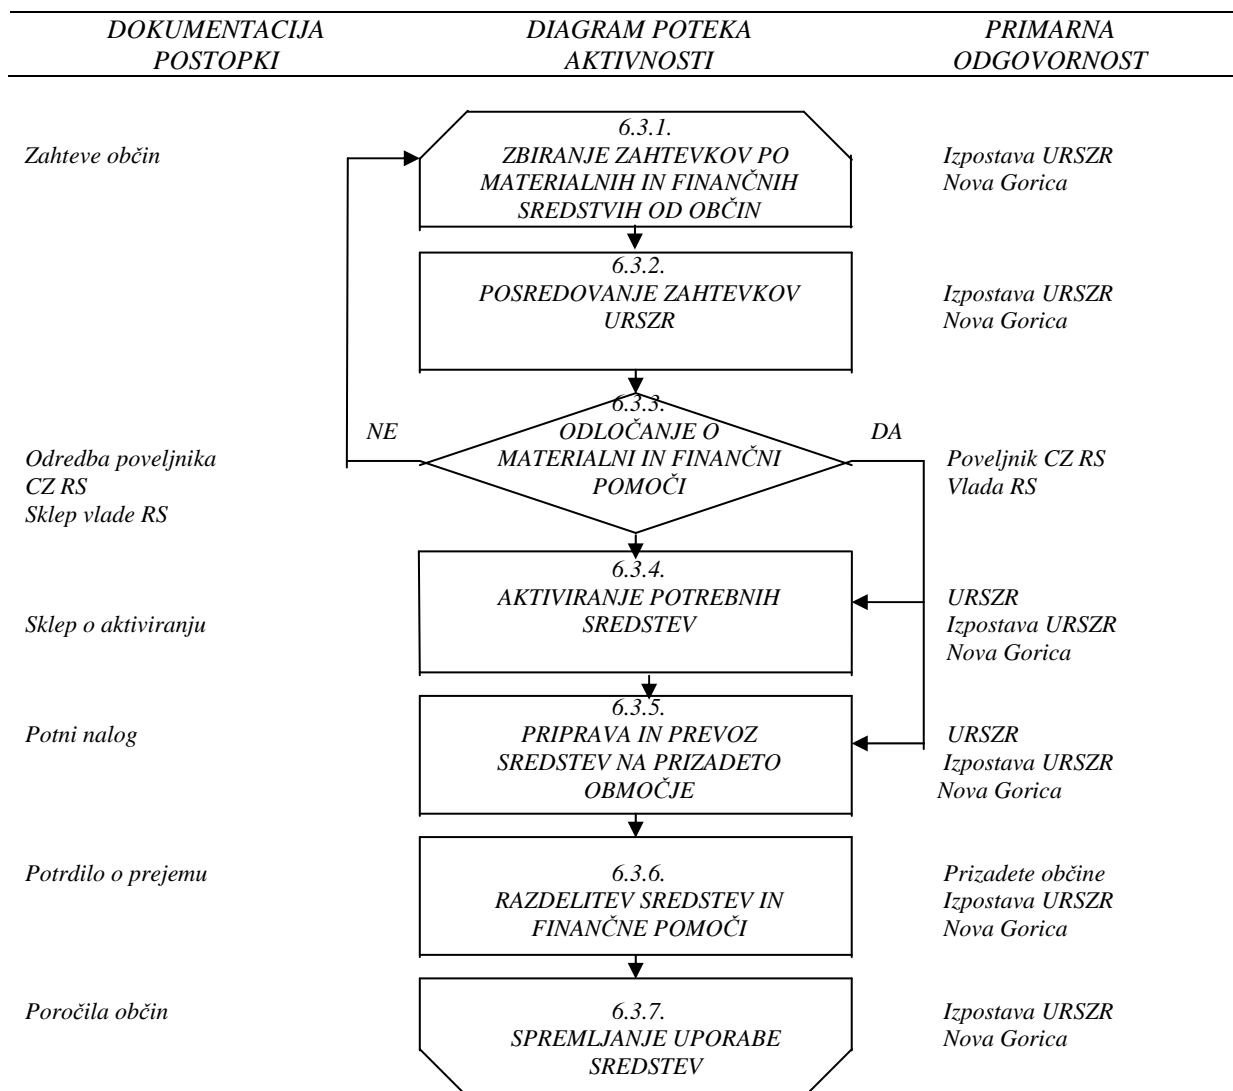 DOKUMENTACIJA
POSTOPKI
DIAGRAM POTEKA
AKTIVNOSTI
PRIMARNA
ODGOVORNOST
Zahteve občin
6.3.1.
ZBIRANJE ZAHTEVKOV PO
MATERIALNIH IN FINANČNIH
SREDSTVIH OD OBČIN
Izpostava URSZR
Nova Gorica
6.3.2.
POSREDOVANJE ZAHTEVKOV
URSZR
Izpostava URSZR
Nova Gorica
NE
6.3.3.
ODLOČANJE O
MATERIALNI IN FINANČNI
POMOČI
DA
Odredba poveljnika
CZ RS
Sklep vlade RS
Poveljnik CZ RS
Vlada RS
6.3.4.
AKTIVIRANJE POTREBNIH
SREDSTEV
Sklep o aktiviranju
URSZR
Izpostava URSZR
Nova Gorica
Potni nalog
6.3.5.
PRIPRAVA IN PREVOZ
SREDSTEV NA PRIZADETO
OBMOČJE
URSZR
Izpostava URSZR
Nova Gorica
Potrdilo o prejemu
6.3.6.
RAZDELITEV SREDSTEV IN
FINANČNE POMOČI
Prizadete občine
Izpostava URSZR
Nova Gorica
Poročila občin
6.3.7.
SPREMLJANJE UPORABE
SREDSTEV
Izpostava URSZR
Nova Gorica